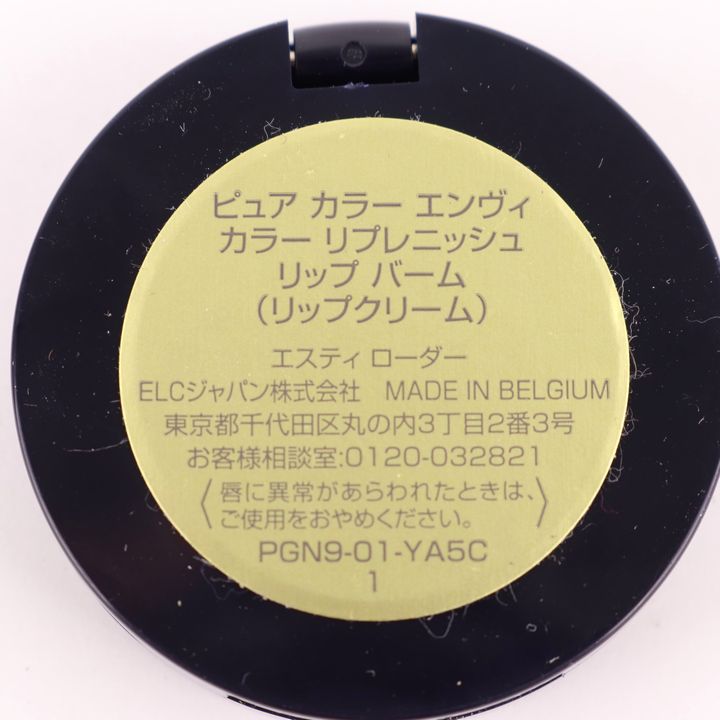 ピュア カラー エンヴィ
カラー リプレニッシュ
リップ バーム
(リップクリーム)
エスティ ローダー
ELCジャパン株式会社 MADE IN BELGIUM
東京都千代田区丸の内3丁目2番3号
お客様相談室:0120-032821
〈唇に異常があらわれたときは、
ご使用をおやめください。〉
PGN9-01-YA5C
1